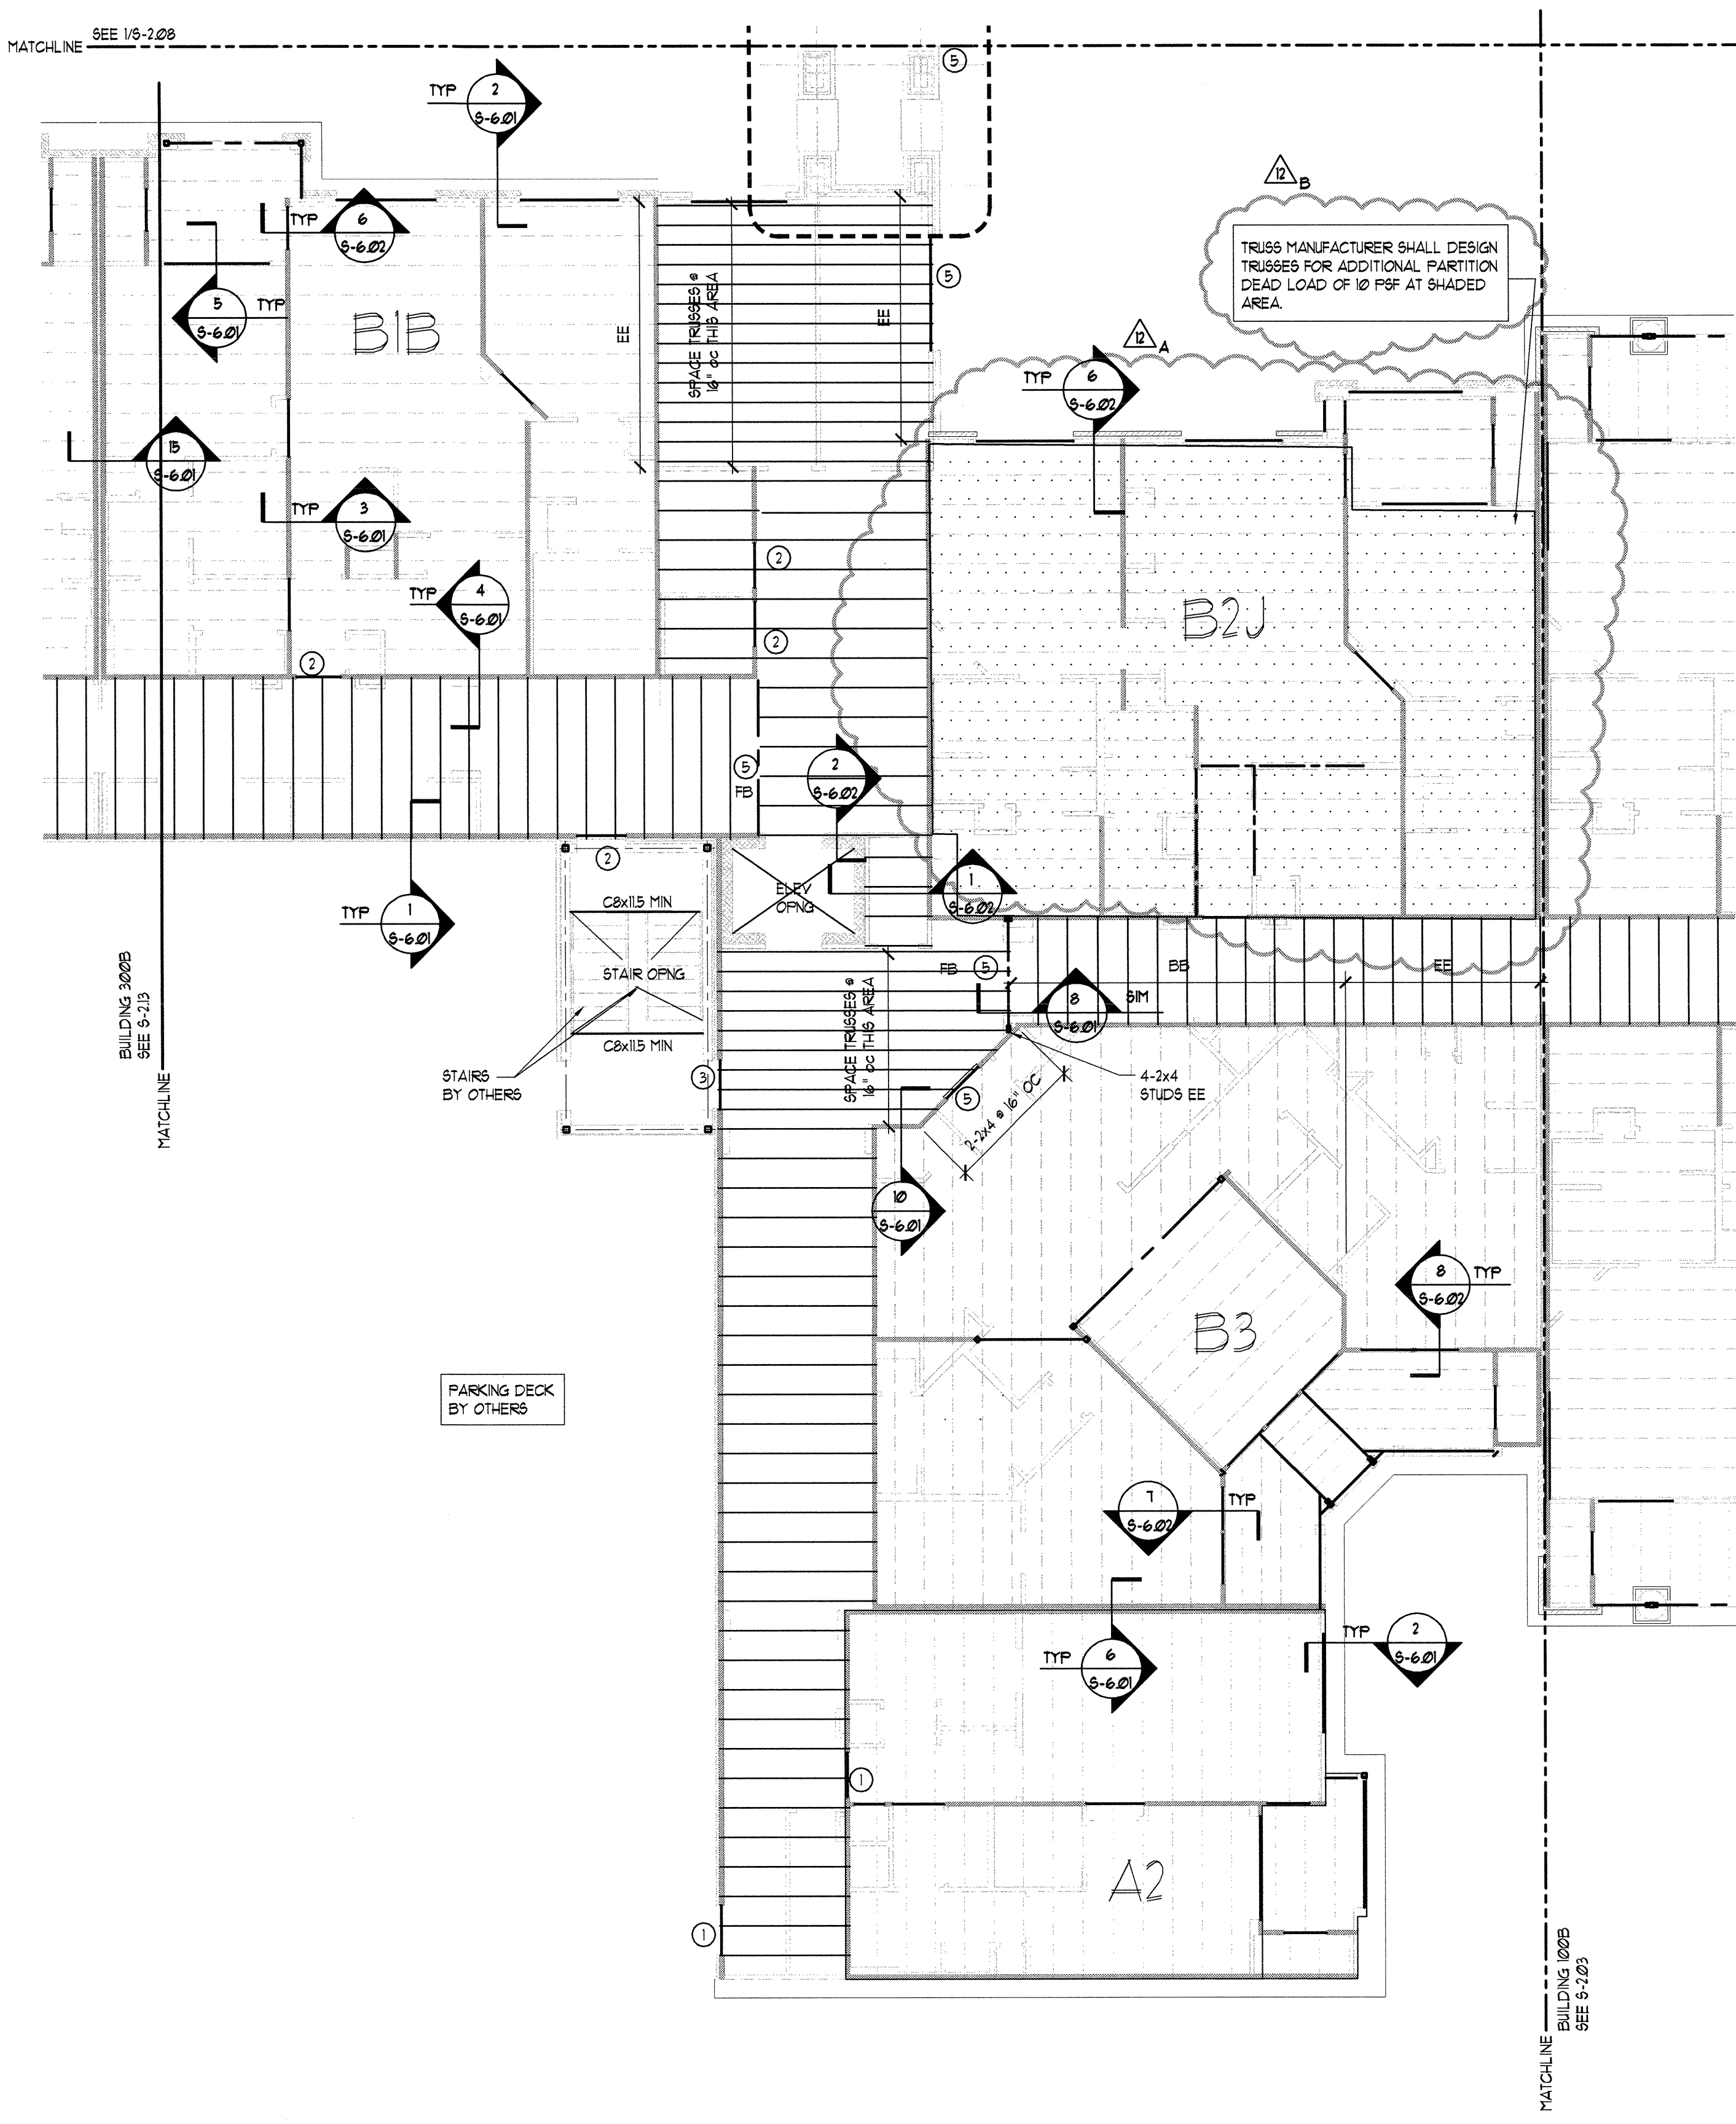 SEE 1/S-2.08
MATCHLINE
5
TYP
2
S-6.01
12
B
TRUSS MANUFACTURER SHALL DESIGN
TRUSSES FOR ADDITIONAL PARTITION
DEAD LOAD OF 10 PSF AT SHADED
AREA.
TYP
6
S-6.02
5
TYP
S-6.01
B1B
EE
SPACE TRUSSES @
16" OC THIS AREA
EE
5
12
A
TYP
6
S-6.02
15
S-6.01
TYP
3
S-6.01
TYP
4
S-6.01
2
2
2
B2J
5
FB
2
S-6.02
2
ELEV
OPNG
1
S-6.02
TYP
1
S-6.01
C8x11.5 MIN
STAIR OPNG
C8x11.5 MIN
STAIRS
BY OTHERS
BUILDING 300B
SEE S-2.13
MATCHLINE
SPACE TRUSSES @
16" OC THIS AREA
FB
5
BB
EE
8
SIM
S-6.01
3
5
2-2x4 @ 16" OC
4-2x4
STUDS EE
10
S-6.01
8
TYP
S-6.02
B3
PARKING DECK
BY OTHERS
7
TYP
S-6.02
TYP
6
S-6.01
TYP
2
S-6.01
1
A2
1
BUILDING 100B
SEE S-2.03
MATCHLINE